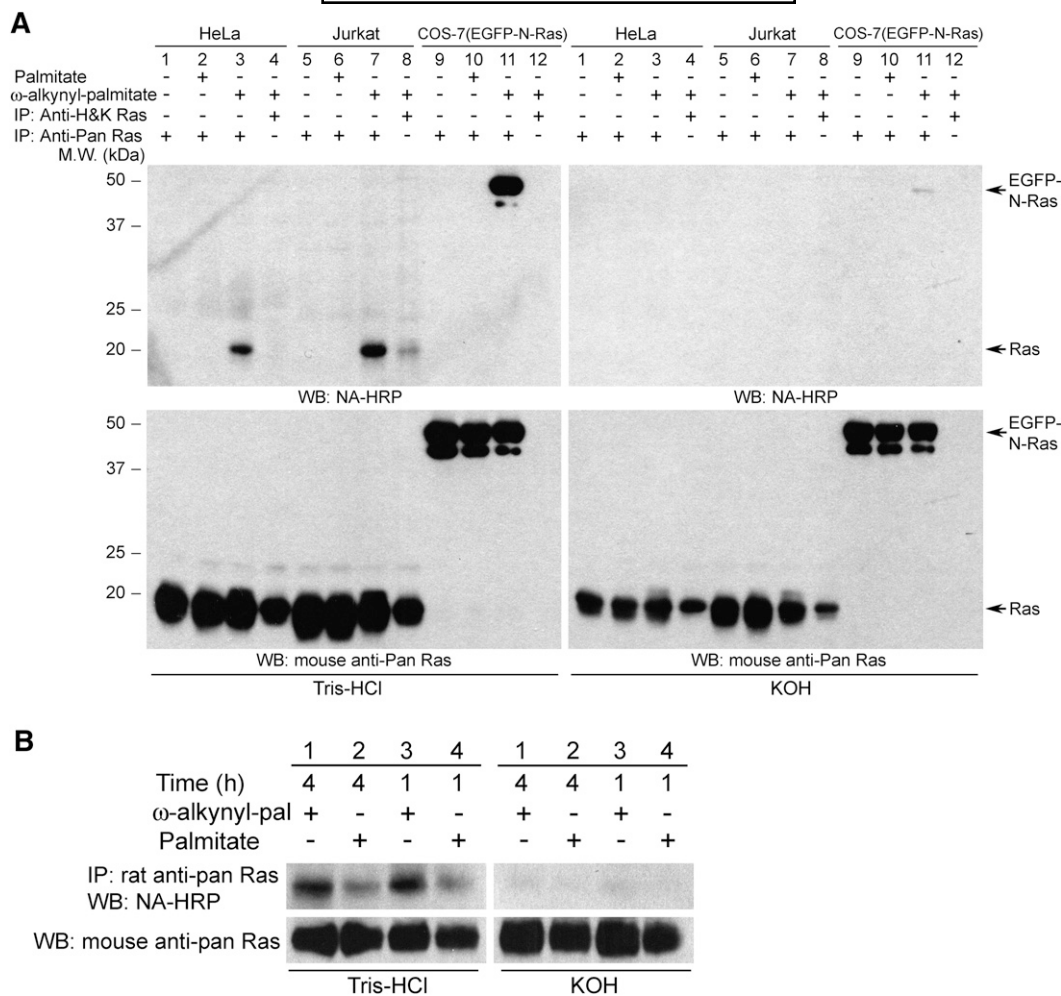 A
HeLa Jurkat COS-7(EGFP-N-Ras) HeLa Jurkat COS-7(EGFP-N-Ras)
1 2 3 4 5 6 7 8 9 10 11 12 1 2 3 4 5 6 7 8 9 10 11 12
Palmitate - + - - - + - - - + - - - + - - - + - - - + - -
ω-alkynyl-palmitate - - + + - - + + - - + + - - + + - - + + - - + +
IP: Anti-H&K Ras - - - + - - - + - - - + - - - + - - - + - - - +
IP: Anti-Pan Ras + + + - + + + - + + + - + + + - + + + - + + + -
M.W. (kDa)
50 –
EGFP-
N-Ras
37 –
25 –
20 –
Ras
WB: NA-HRP WB: NA-HRP
50 –
EGFP-
N-Ras
37 –
25 –
20 –
Ras
WB: mouse anti-Pan Ras WB: mouse anti-Pan Ras
Tris-HCl KOH
B
1 2 3 4 1 2 3 4
Time (h) 4 4 1 1 4 4 1 1
ω-alkynyl-pal + - + - + - + -
Palmitate - + - + - + - +
IP: rat anti-pan Ras
WB: NA-HRP
WB: mouse anti-pan Ras
Tris-HCl KOH